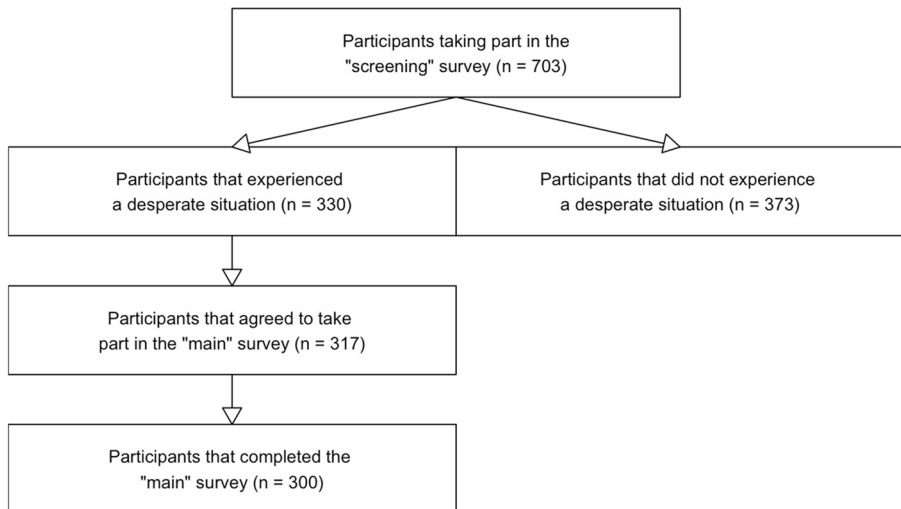 Participants taking part in the
"screening" survey (n = 703)
Participants that experienced
a desperate situation (n = 330)
Participants that did not experience
a desperate situation (n = 373)
Participants that agreed to take
part in the "main" survey (n = 317)
Participants that completed the
"main" survey (n = 300)